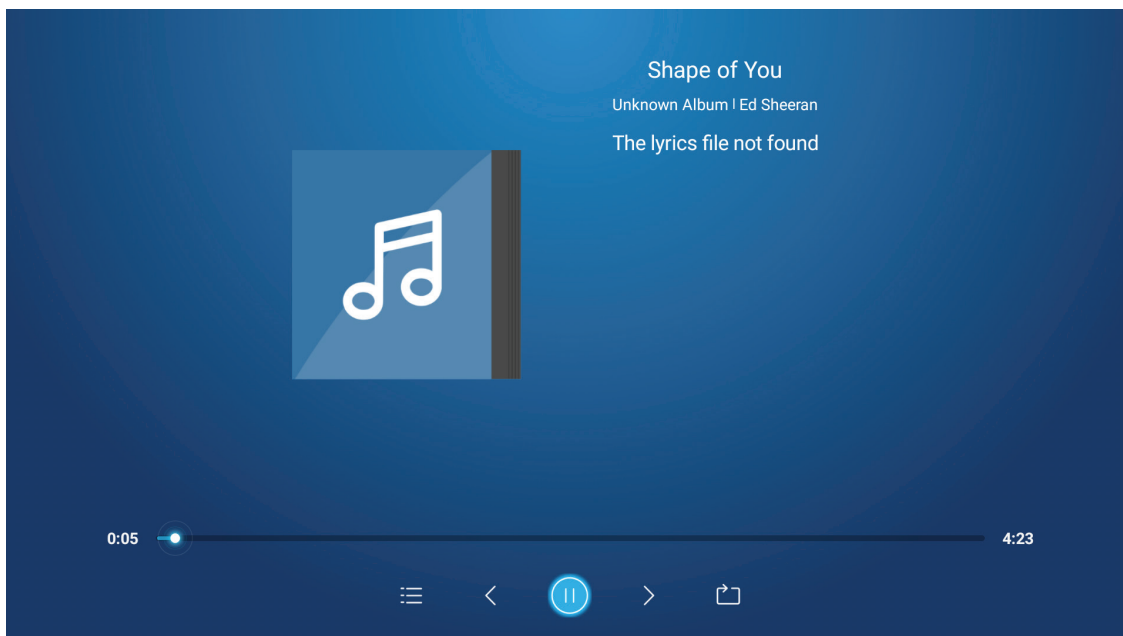 Shape of You
Unknown Album | Ed Sheeran
The lyrics file not found
0:05
4:23